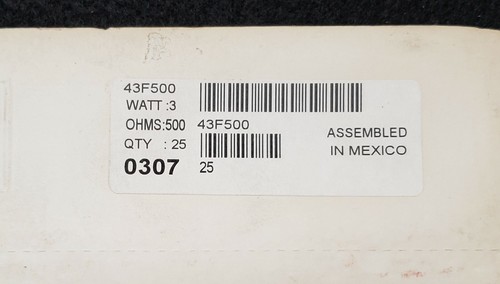 43F500
WATT :3
OHMS:500 43F500
QTY : 25
0307 25
ASSEMBLED
IN MEXICO